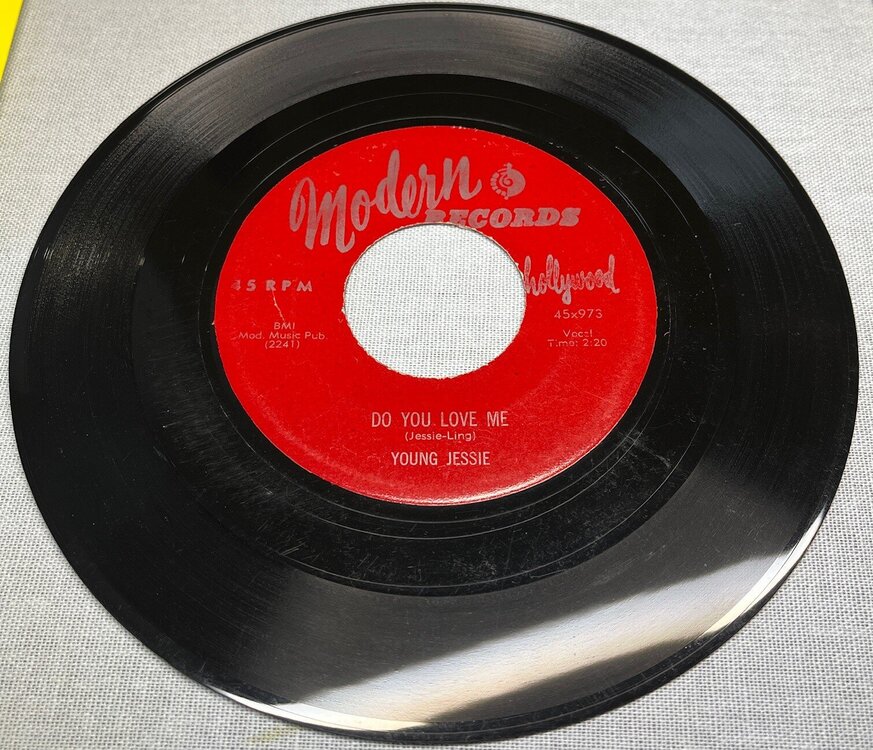 Modern
RECORDS
hollywood
45 RPM
45x973
BMI
Mod. Music Pub.
(2241)
Vocal
Time: 2:20
DO YOU LOVE ME
(Jessie-Ling)
YOUNG JESSIE